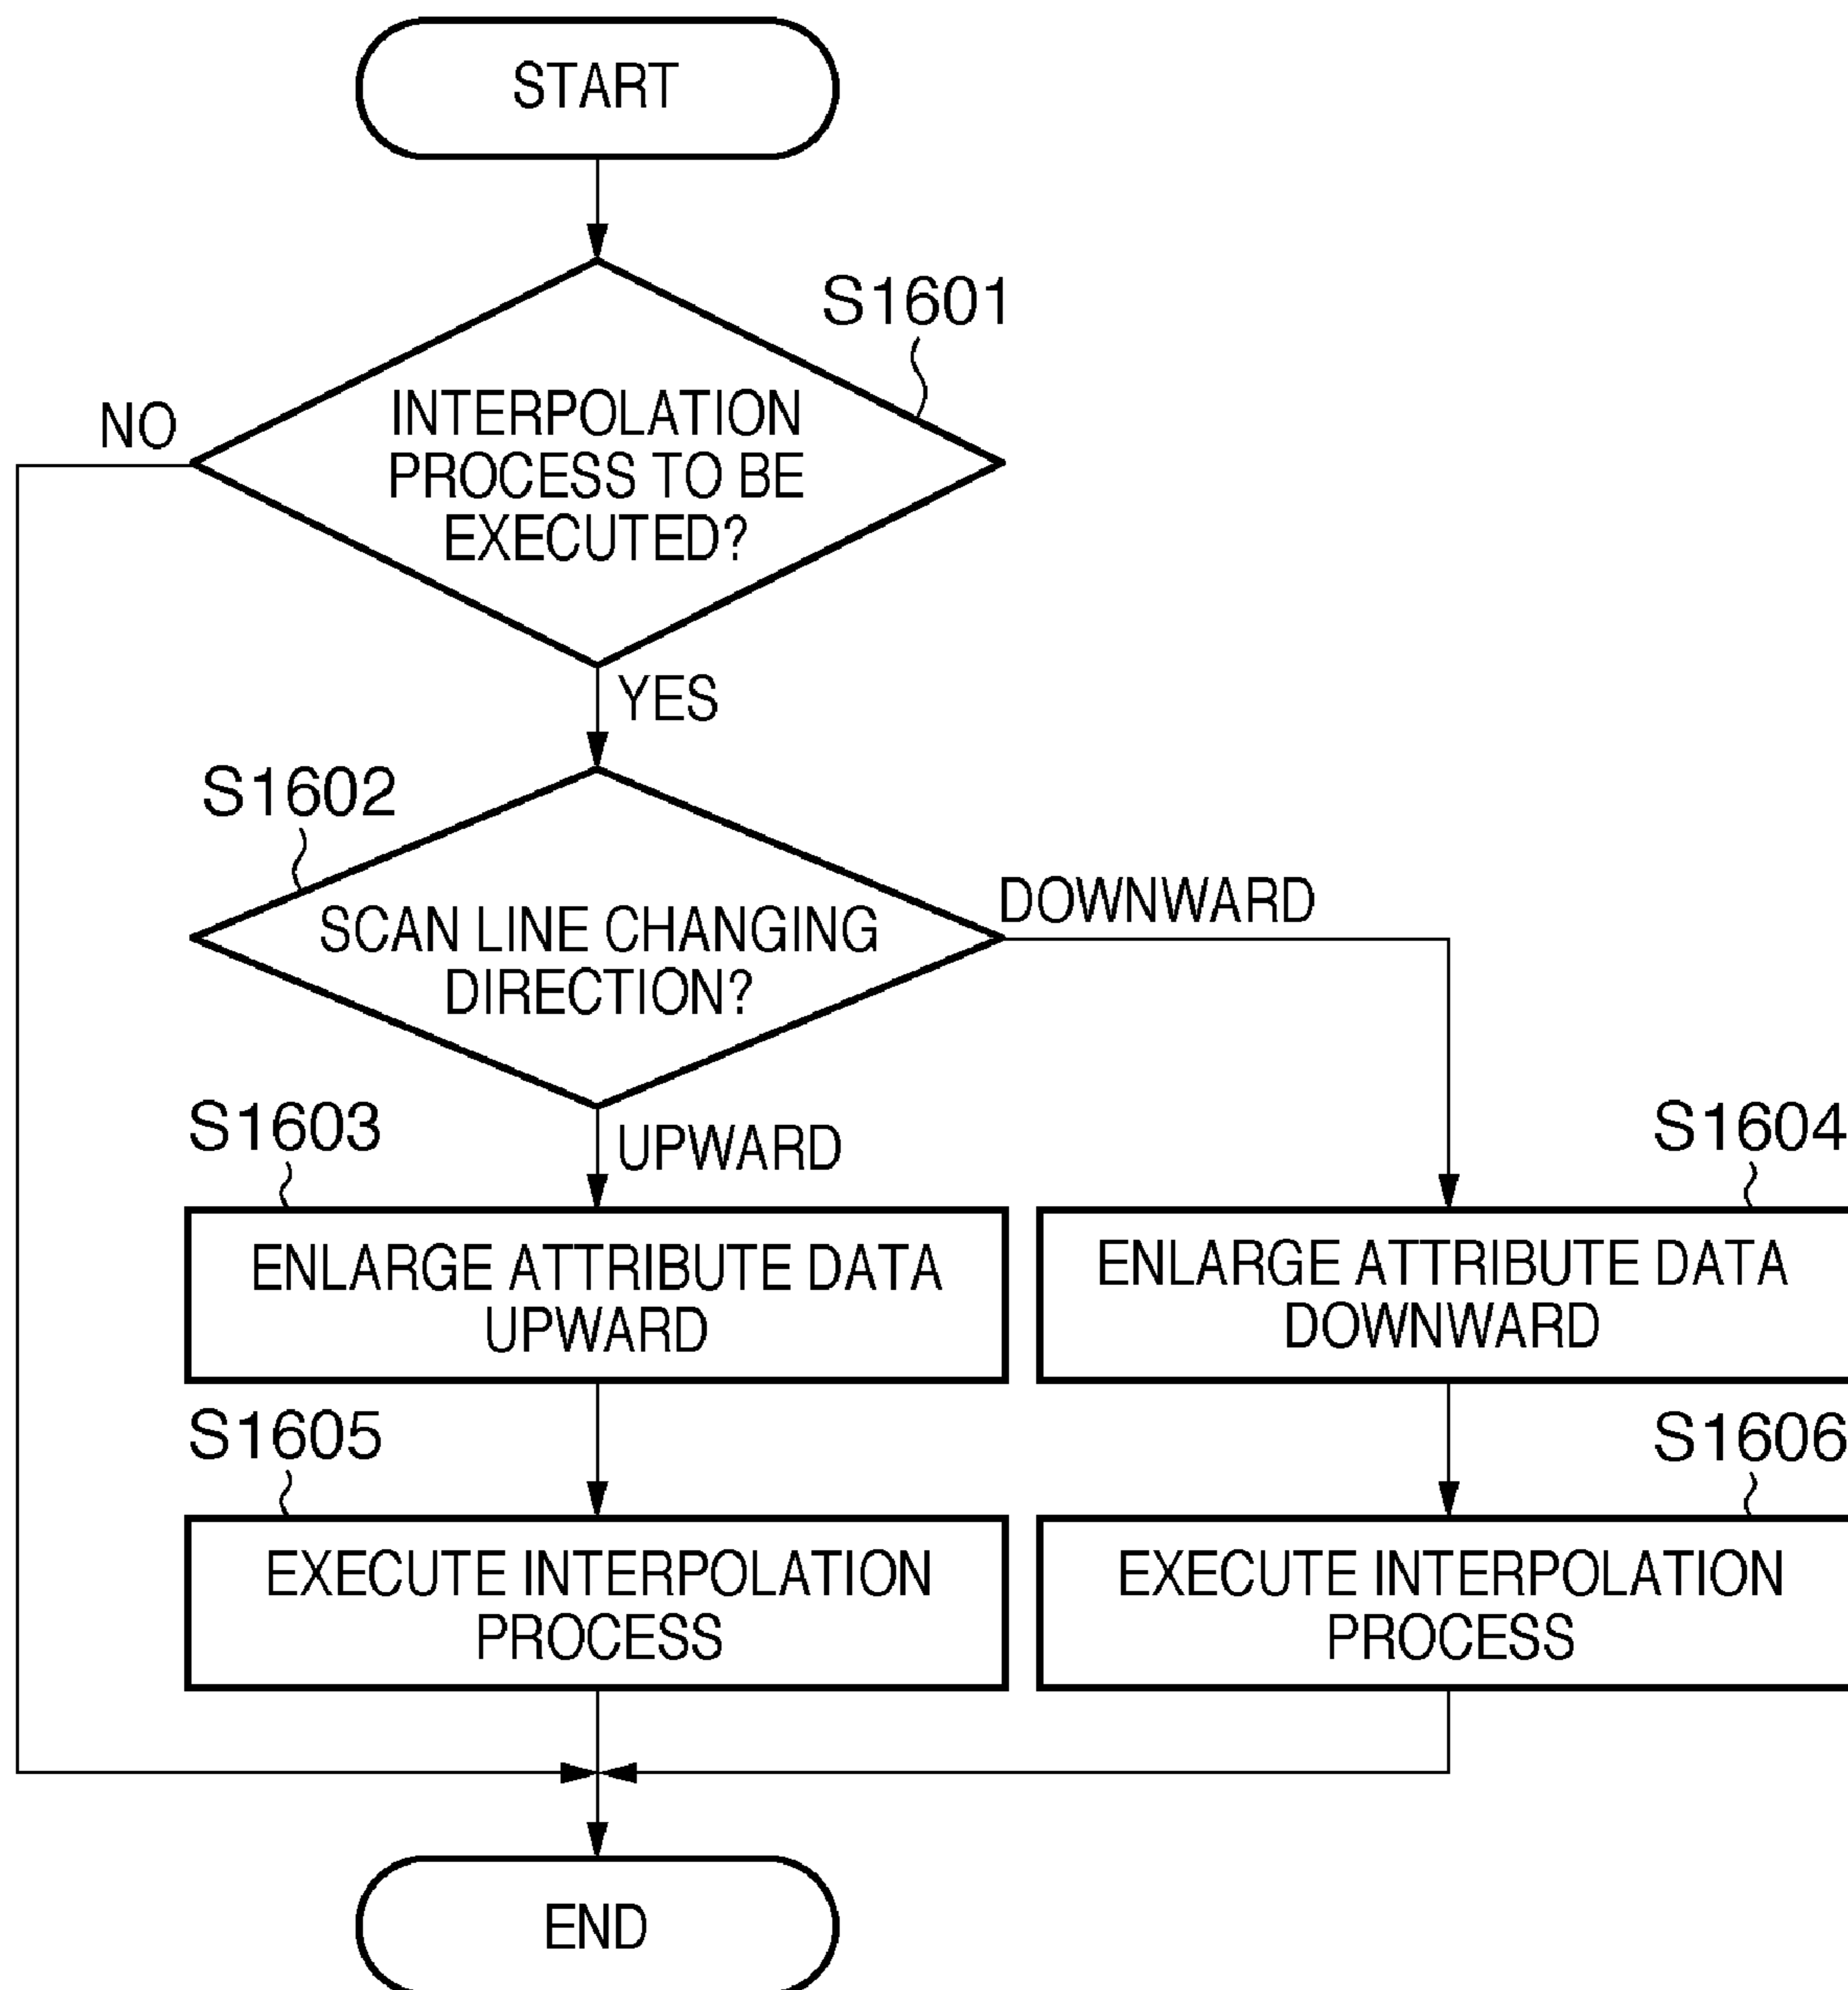 START
S1601
INTERPOLATION
PROCESS TO BE
EXECUTED?
NO
YES
S1602
SCAN LINE CHANGING
DIRECTION?
DOWNWARD
UPWARD
S1603
ENLARGE ATTRIBUTE DATA
UPWARD
S1604
ENLARGE ATTRIBUTE DATA
DOWNWARD
S1605
EXECUTE INTERPOLATION
PROCESS
S1606
EXECUTE INTERPOLATION
PROCESS
END